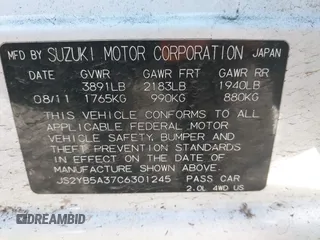 MFD BY SUZUKI MOTOR CORPORATION JAPAN
DATE GVWR GAWR FRT GAWR RR
3891LB 2183LB 1940LB
08/11 1765KG 990KG 880KG
THIS VEHICLE CONFORMS TO ALL
APPLICABLE FEDERAL MOTOR
VEHICLE SAFETY, BUMPER AND
THEFT PREVENTION STANDARDS
IN EFFECT ON THE DATE OF
MANUFACTURE SHOWN ABOVE.
JS2YB5A37C6301245 PASS CAR
2.0L 4WD US
DREAMBID